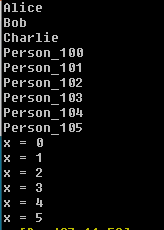 Alice
Bob
Charlie
Person_100
Person_101
Person_102
Person_103
Person_104
Person_105
x = 0
x = 1
x = 2
x = 3
x = 4
x = 5